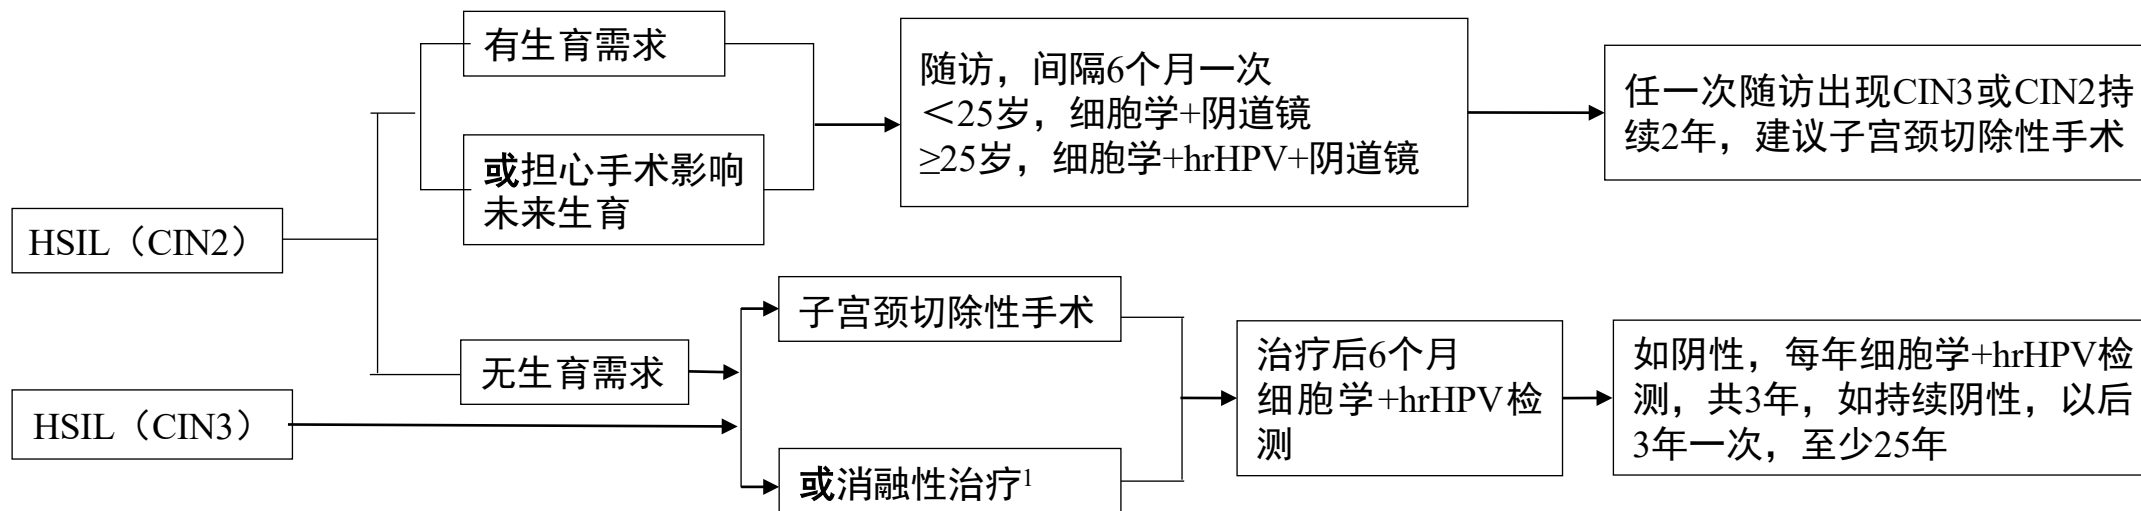 有生育需求
或担心手术影响
未来生育
随访，间隔6个月一次
＜25岁，细胞学+阴道镜
≥25岁，细胞学+hrHPV+阴道镜
任一次随访出现CIN3或CIN2持
续2年，建议子宫颈切除性手术
HSIL（CIN2）
无生育需求
HSIL（CIN3）
子宫颈切除性手术
或消融性治疗1
治疗后6个月
细胞学+hrHPV检
测
如阴性，每年细胞学+hrHPV检
测，共3年，如持续阴性，以后
3年一次，至少25年